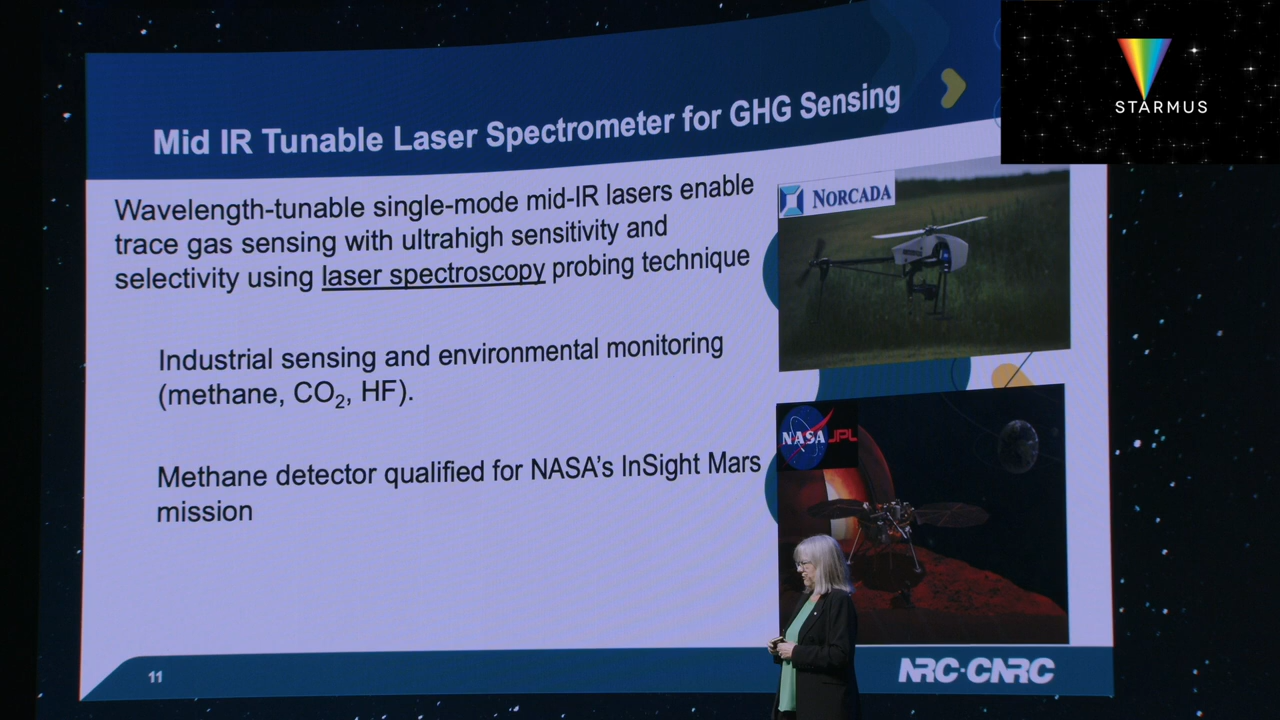 STARMUS
Mid IR Tunable Laser Spectrometer for GHG Sensing
Wavelength-tunable single-mode mid-IR lasers enable
trace gas sensing with ultrahigh sensitivity and
selectivity using laser spectroscopy probing technique
NORCADA
Industrial sensing and environmental monitoring
(methane, CO₂, HF).
NASA JPL
Methane detector qualified for NASA’s InSight Mars
mission
11
NRC·CNRC